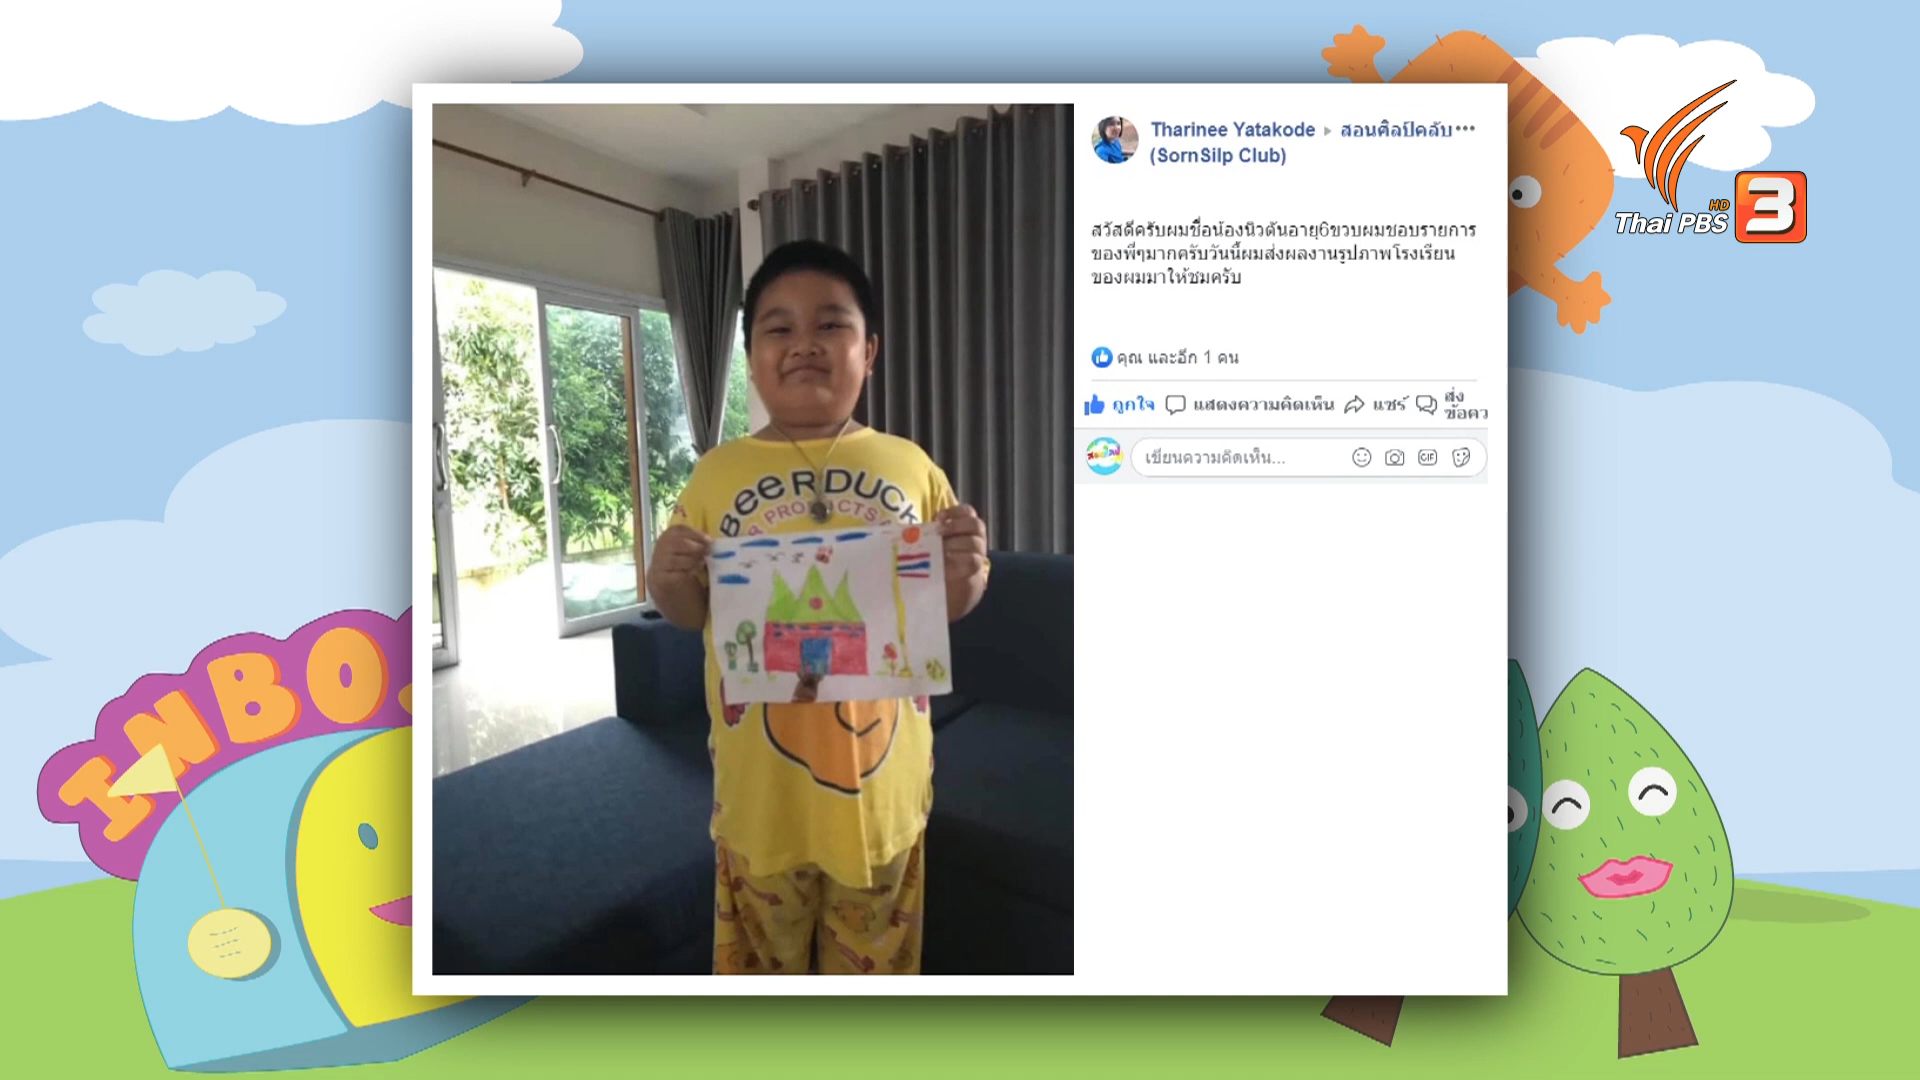 Tharinee Yatakode ▸ สอนศิลป์คลับ ...
(SornSilp Club)
HD
Thai PBS 3
สวัสดีครับผมชื่อน้องนิวตันอายุ6ขวบผมชอบรายการ
ของพี่ๆมากครับวันนี้ผมส่งผลงานรูปภาพโรงเรียน
ของผมมาให้ชมครับ
คุณ และอีก 1 คน
ถูกใจ แสดงความคิดเห็น แชร์ ส่ง
ข้อคว
เขียนความคิดเห็น... GIF
BeeRDUCK
PRODUCTS
INBO